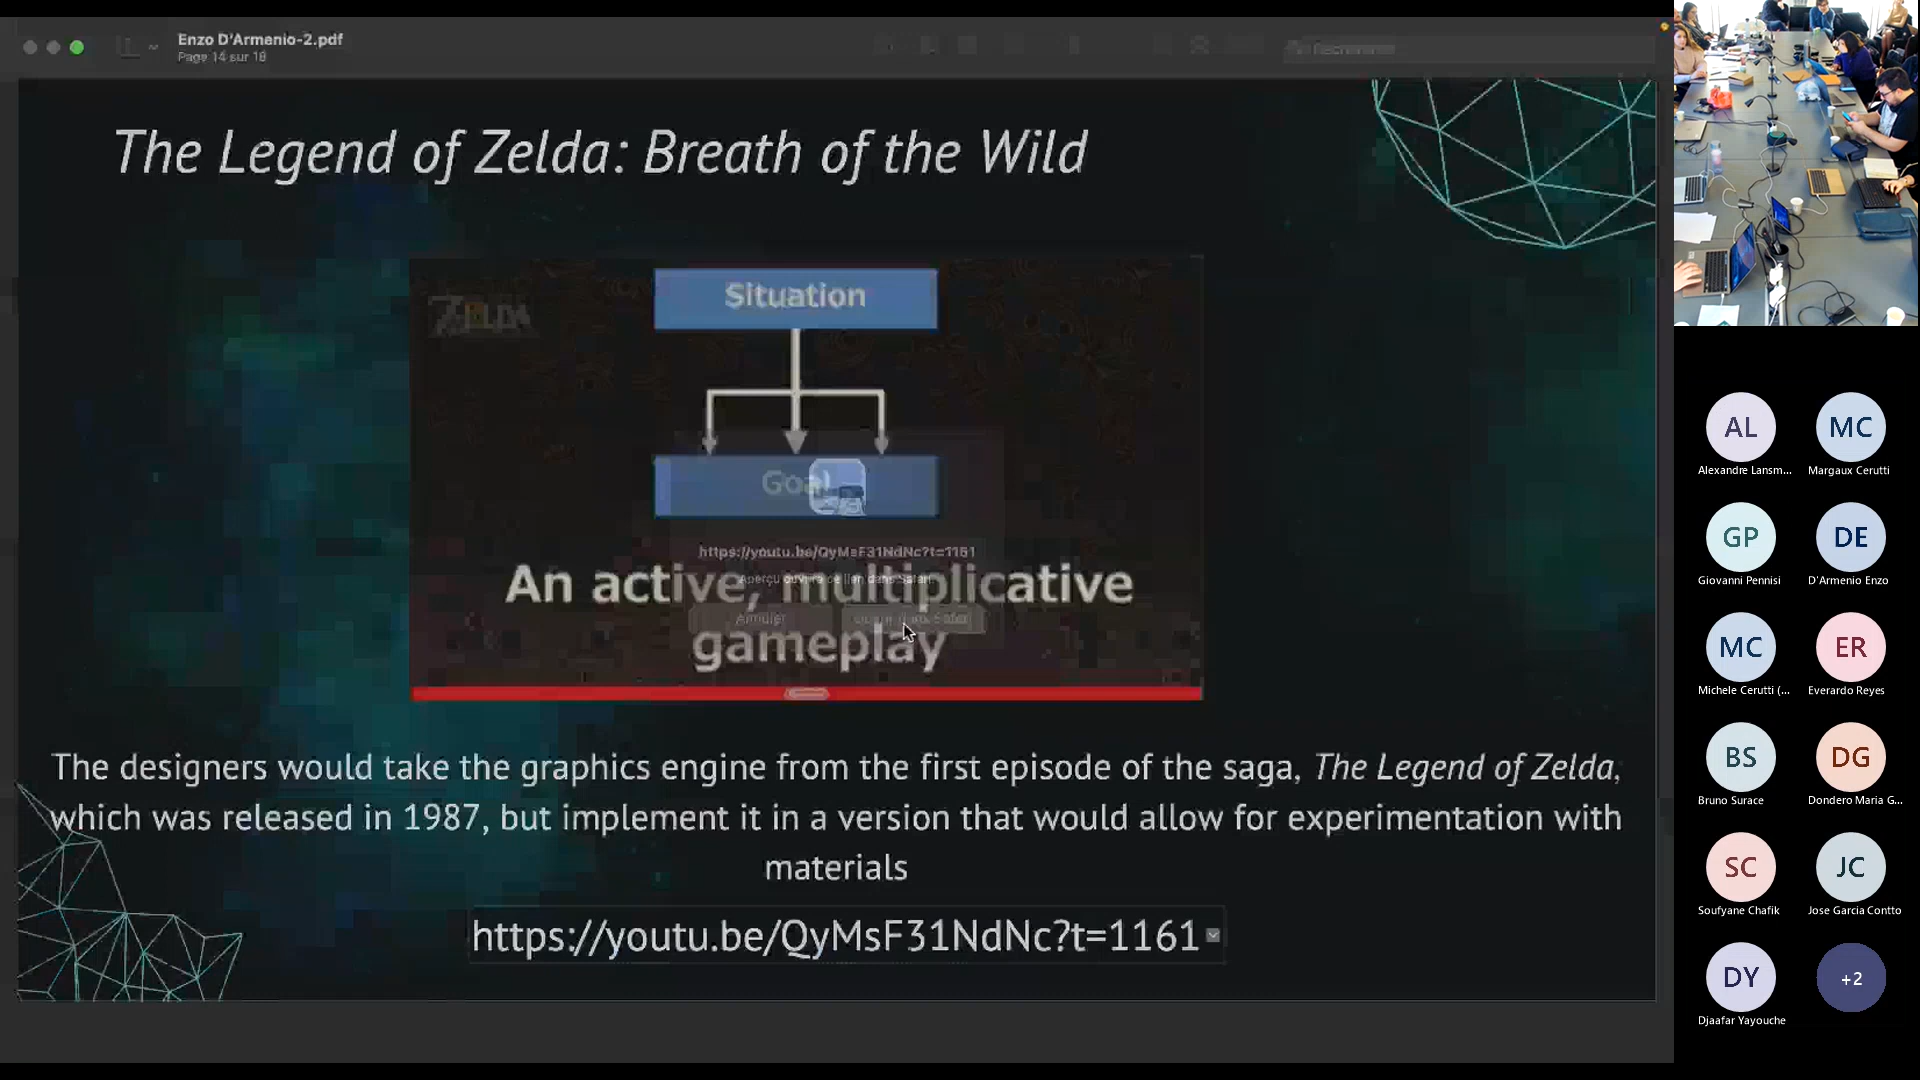 Enzo D'Armenio-2.pdf
Page 14 sur 18
The Legend of Zelda: Breath of the Wild
ZELDA
Situation
Goal
https://youtu.be/QyMsF31NdNc?t=1161
An active, multiplicative
Annuler
gameplay
The designers would take the graphics engine from the first episode of the saga, The Legend of Zelda,
which was released in 1987, but implement it in a version that would allow for experimentation with
materials
https://youtu.be/QyMsF31NdNc?t=1161
AL
MC
Alexandre Lansm...
Margaux Cerutti
GP
DE
Giovanni Pennisi
D'Armenio Enzo
MC
ER
Michele Cerutti (...
Everardo Reyes
BS
DG
Bruno Surace
Dondero Maria G...
SC
JC
Soufyane Chafik
Jose Garcia Contto
DY
+2
Djaafar Yayouche